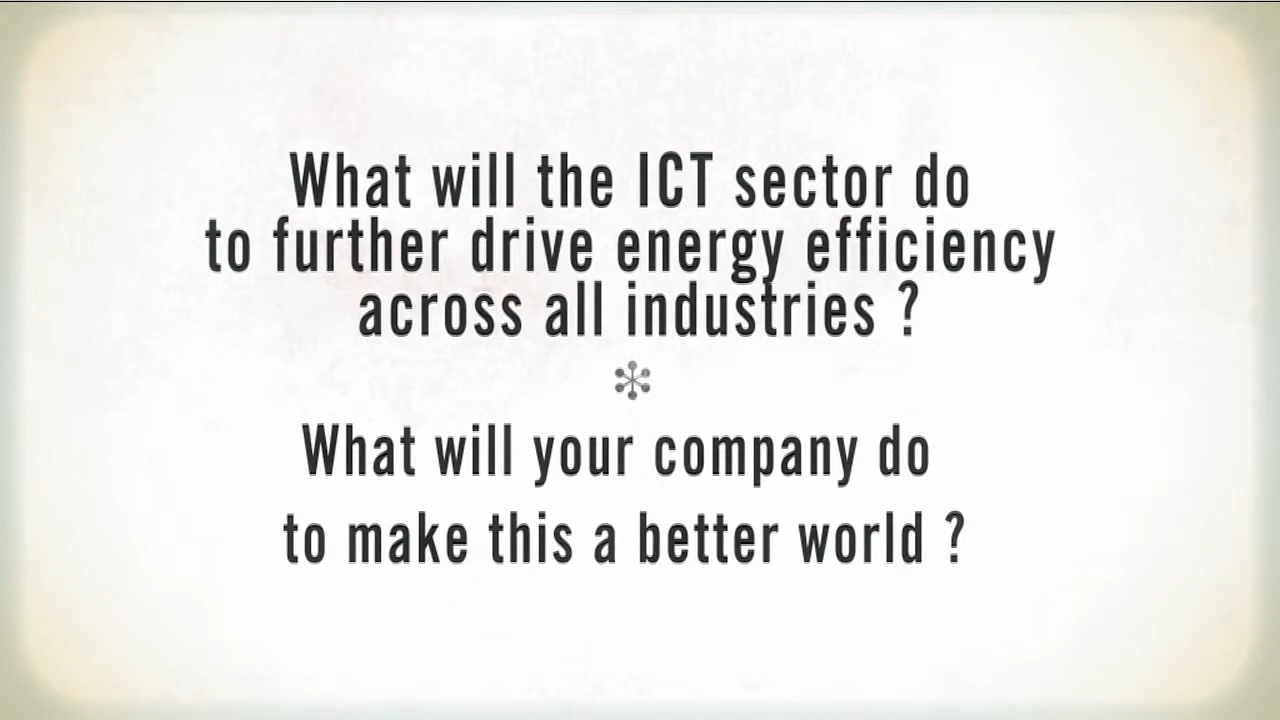 What will the ICT sector do
to further drive energy efficiency
across all industries ?
What will your company do
to make this a better world ?